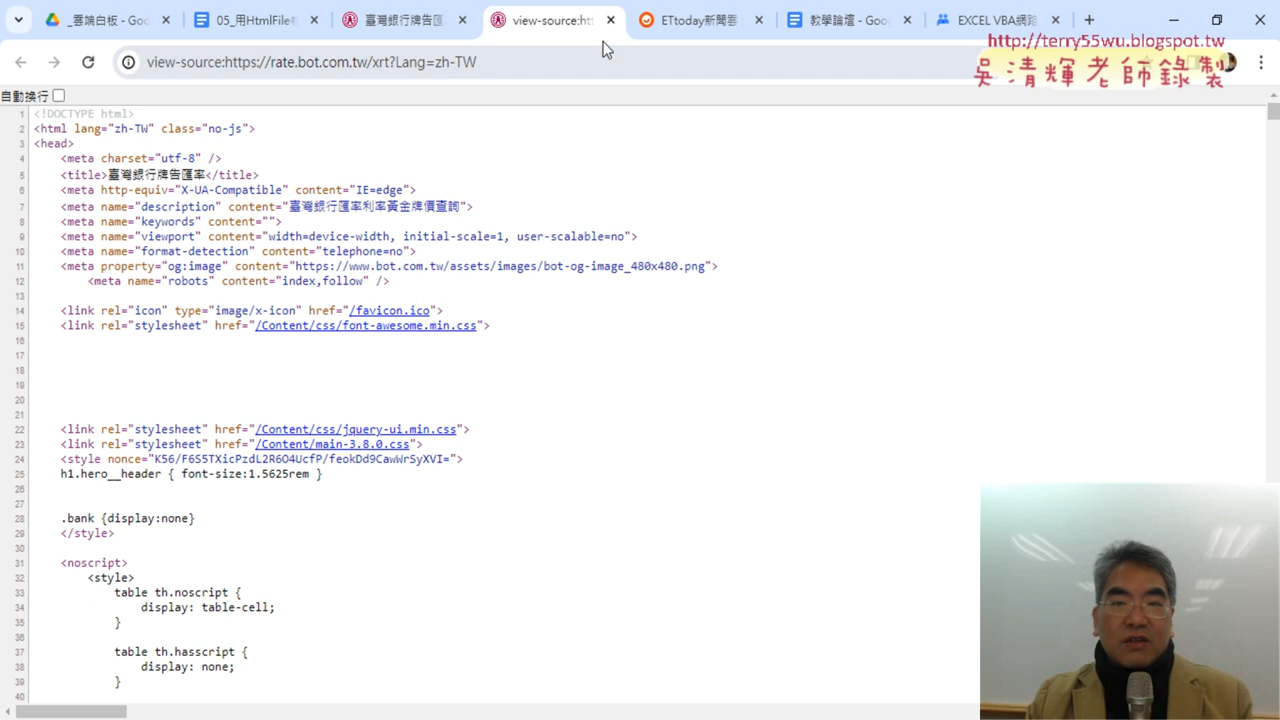 _雲端白板 - Goo
05_用HtmlFile物
臺灣銀行牌告匯
view-source:htt
ETtoday新聞雲
教學論壇 - Goo
EXCEL VBA網路
view-source:https://rate.bot.com.tw/xrt?Lang=zh-TW
http://terry55wu.blogspot.tw
吳清輝老師錄製
自動換行
1 <!DOCTYPE html>
2 <html lang="zh-TW" class="no-js">
3 <head>
4 <meta charset="utf-8" />
5 <title>臺灣銀行牌告匯率</title>
6 <meta http-equiv="X-UA-Compatible" content="IE=edge">
7 <meta name="description" content="臺灣銀行匯率利率黃金牌價查詢">
8 <meta name="keywords" content="">
9 <meta name="viewport" content="width=device-width, initial-scale=1, user-scalable=no">
10 <meta name="format-detection" content="telephone=no">
11 <meta property="og:image" content="https://www.bot.com.tw/assets/images/bot-og-image_480x480.png">
12 <meta name="robots" content="index,follow" />
13
14 <link rel="icon" type="image/x-icon" href="/favicon.ico">
15 <link rel="stylesheet" href="/Content/css/font-awesome.min.css">
16
17
18
19
20
21
22 <link rel="stylesheet" href="/Content/css/jquery-ui.min.css">
23 <link rel="stylesheet" href="/Content/main-3.8.0.css">
24 <style nonce="K56/F6S5TXicPzdL2R6O4UcfP/feokDd9CawWrSyXVI=">
25 h1.hero__header { font-size:1.5625rem }
26
27
28 .bank {display:none}
29 </style>
30
31 <noscript>
32 <style>
33 table th.noscript {
34 display: table-cell;
35 }
36
37 table th.hasscript {
38 display: none;
39 }
40